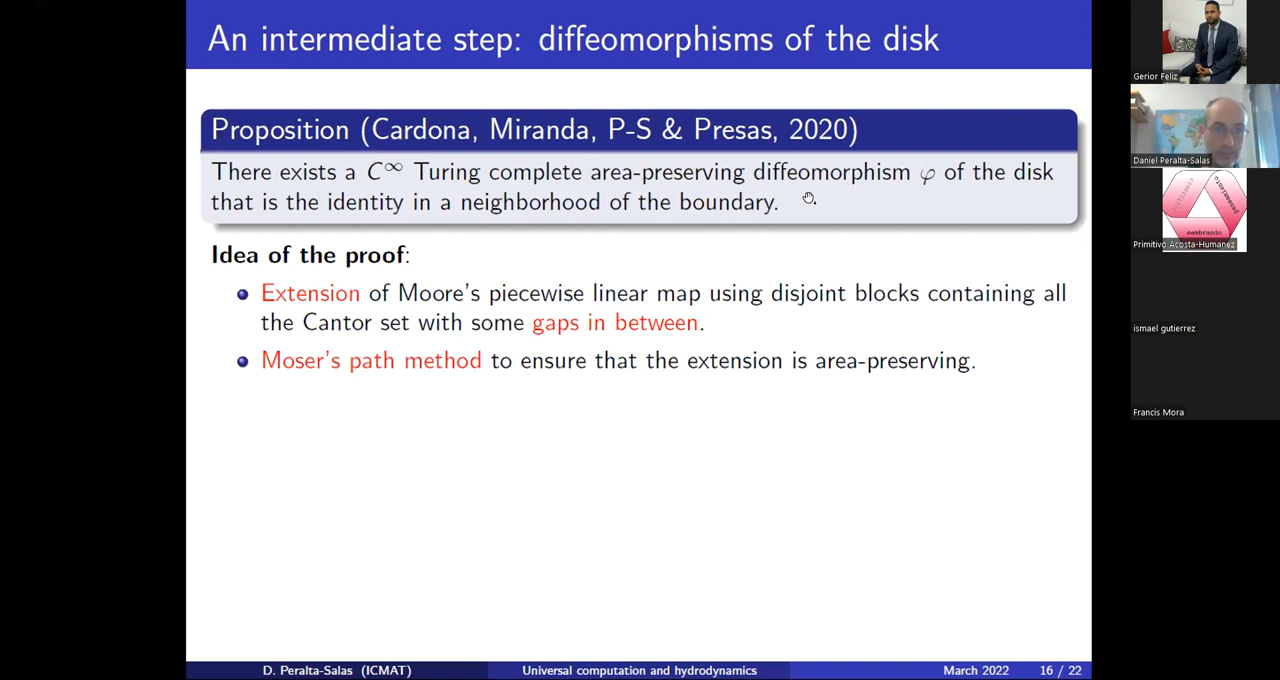 An intermediate step: diffeomorphisms of the disk
Proposition (Cardona, Miranda, P-S & Presas, 2020)
There exists a C∞ Turing complete area-preserving diffeomorphism φ of the disk
that is the identity in a neighborhood of the boundary.
Idea of the proof:
Extension of Moore's piecewise linear map using disjoint blocks containing all
the Cantor set with some gaps in between.
Moser's path method to ensure that the extension is area-preserving.
D. Peralta-Salas (ICMAT) Universal computation and hydrodynamics March 2022 16 / 22
Gerior Feliz
Daniel Peralta-Salas
pensamiento
sembrando
Primitivo Acosta-Humanez
ismael gutierrez
Francis Mora